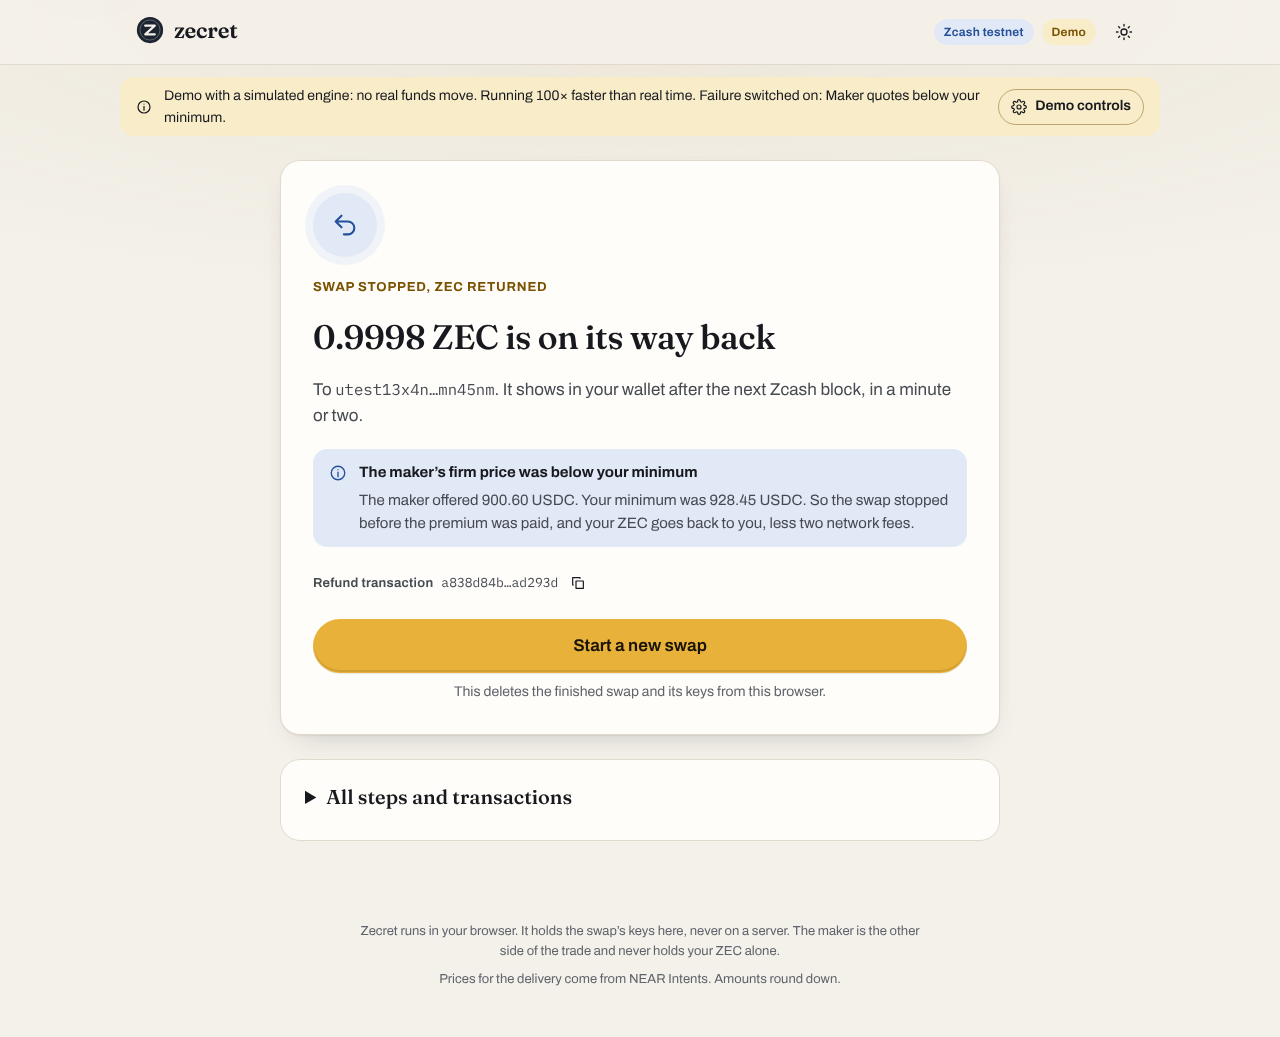 zecret
Zcash testnet
Demo
Demo with a simulated engine: no real funds move. Running 100× faster than real time. Failure switched on: Maker quotes below your
minimum.
Demo controls
SWAP STOPPED, ZEC RETURNED
0.9998 ZEC is on its way back
To utest13x4n…mn45nm. It shows in your wallet after the next Zcash block, in a minute
or two.
The maker’s firm price was below your minimum
The maker offered 900.60 USDC. Your minimum was 928.45 USDC. So the swap stopped
before the premium was paid, and your ZEC goes back to you, less two network fees.
Refund transaction a838d84b…ad293d
Start a new swap
This deletes the finished swap and its keys from this browser.
All steps and transactions
Zecret runs in your browser. It holds the swap’s keys here, never on a server. The maker is the other
side of the trade and never holds your ZEC alone.
Prices for the delivery come from NEAR Intents. Amounts round down.